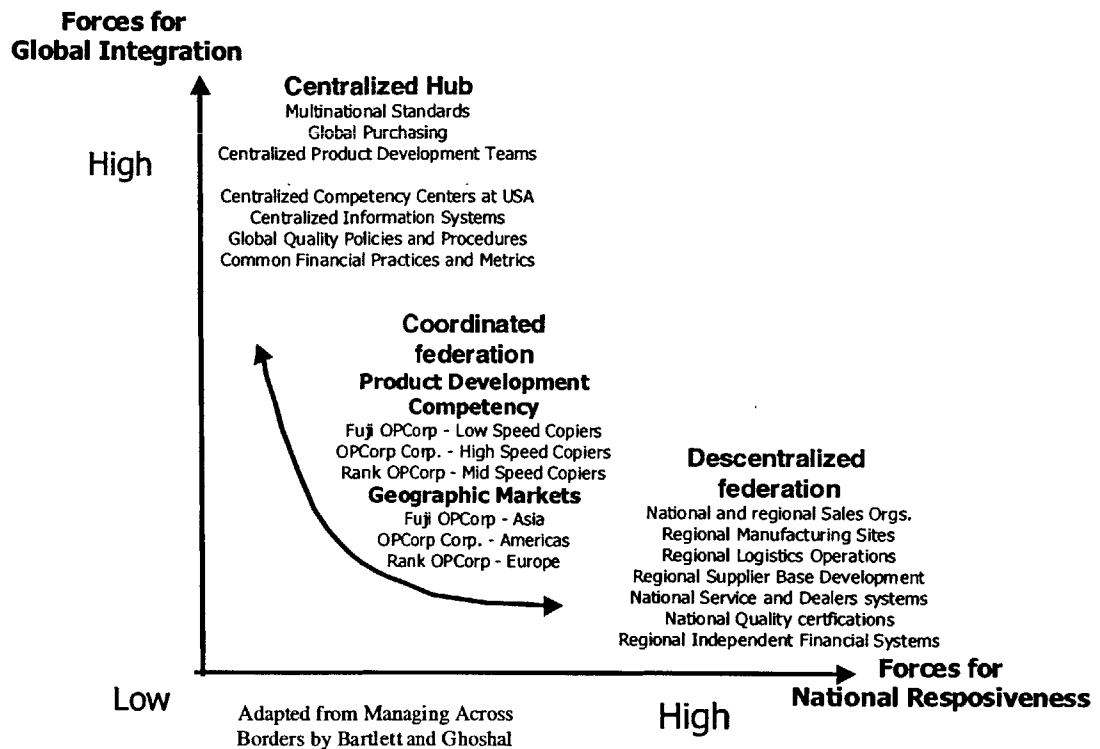 Forces for
Global Integration
High
Centralized Hub
Multinational Standards
Global Purchasing
Centralized Product Development Teams
Centralized Competency Centers at USA
Centralized Information Systems
Global Quality Policies and Procedures
Common Financial Practices and Metrics
Coordinated
federation
Product Development
Competency
Fuji OPCorp - Low Speed Copiers
OPCorp Corp. - High Speed Copiers
Rank OPCorp - Mid Speed Copiers
Geographic Markets
Fuji OPCorp - Asia
OPCorp Corp. - Americas
Rank OPCorp - Europe
Descentralized
federation
National and regional Sales Orgs.
Regional Manufacturing Sites
Regional Logistics Operations
Regional Supplier Base Development
National Service and Dealers systems
National Quality certfications
Regional Independent Financial Systems
Low
High
Forces for
National Resposiveness
Adapted from Managing Across
Borders by Bartlett and Ghoshal